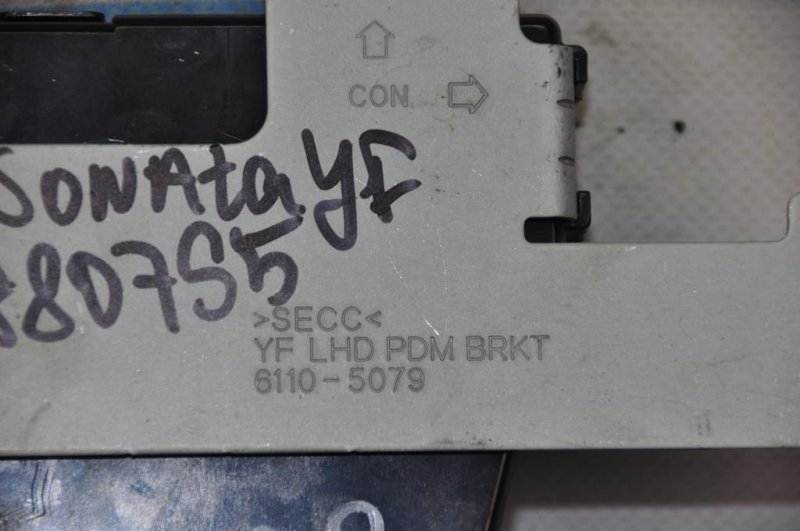 CON
SONAta YF
80755
>SECC<
YF LHD PDM BRKT
6110-5079